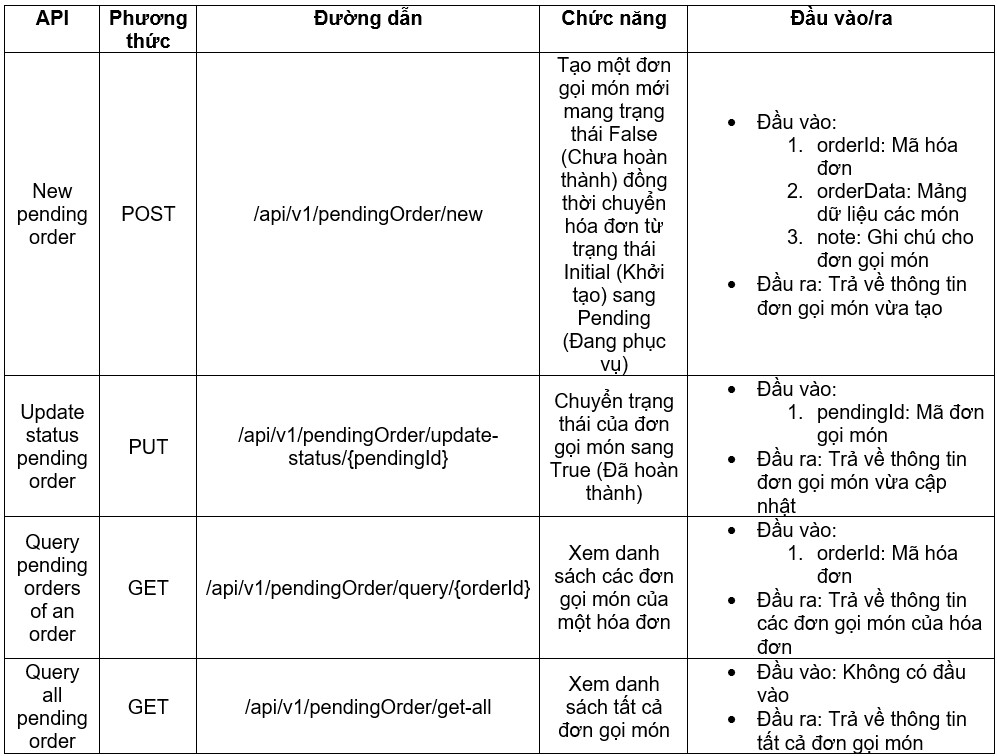 API
Phương
thức
Đường dẫn
Chức năng
Đầu vào/ra
New
pending
order
POST
/api/v1/pendingOrder/new
Tạo một đơn
gọi món mới
mang trạng
thái False
(Chưa hoàn
thành) đồng
thời chuyển
hóa đơn từ
trạng thái
Initial (Khởi
tạo) sang
Pending
(Đang phục
vụ)
• Đầu vào:
1. orderId: Mã hóa
đơn
2. orderData: Mảng
dữ liệu các món
3. note: Ghi chú cho
đơn gọi món
• Đầu ra: Trả về thông tin
đơn gọi món vừa tạo
Update
status
pending
order
PUT
/api/v1/pendingOrder/update-
status/{pendingId}
Chuyển trạng
thái của đơn
gọi món sang
True (Đã hoàn
thành)
• Đầu vào:
1. pendingId: Mã đơn
gọi món
• Đầu ra: Trả về thông tin
đơn gọi món vừa cập
nhật
Query
pending
orders
of an
order
GET
/api/v1/pendingOrder/query/{orderId}
Xem danh
sách các đơn
gọi món của
một hóa đơn
• Đầu vào:
1. orderId: Mã hóa
đơn
• Đầu ra: Trả về thông tin
các đơn gọi món của hóa
đơn
Query
all
pending
order
GET
/api/v1/pendingOrder/get-all
Xem danh
sách tất cả
đơn gọi món
• Đầu vào: Không có đầu
vào
• Đầu ra: Trả về thông tin
tất cả đơn gọi món